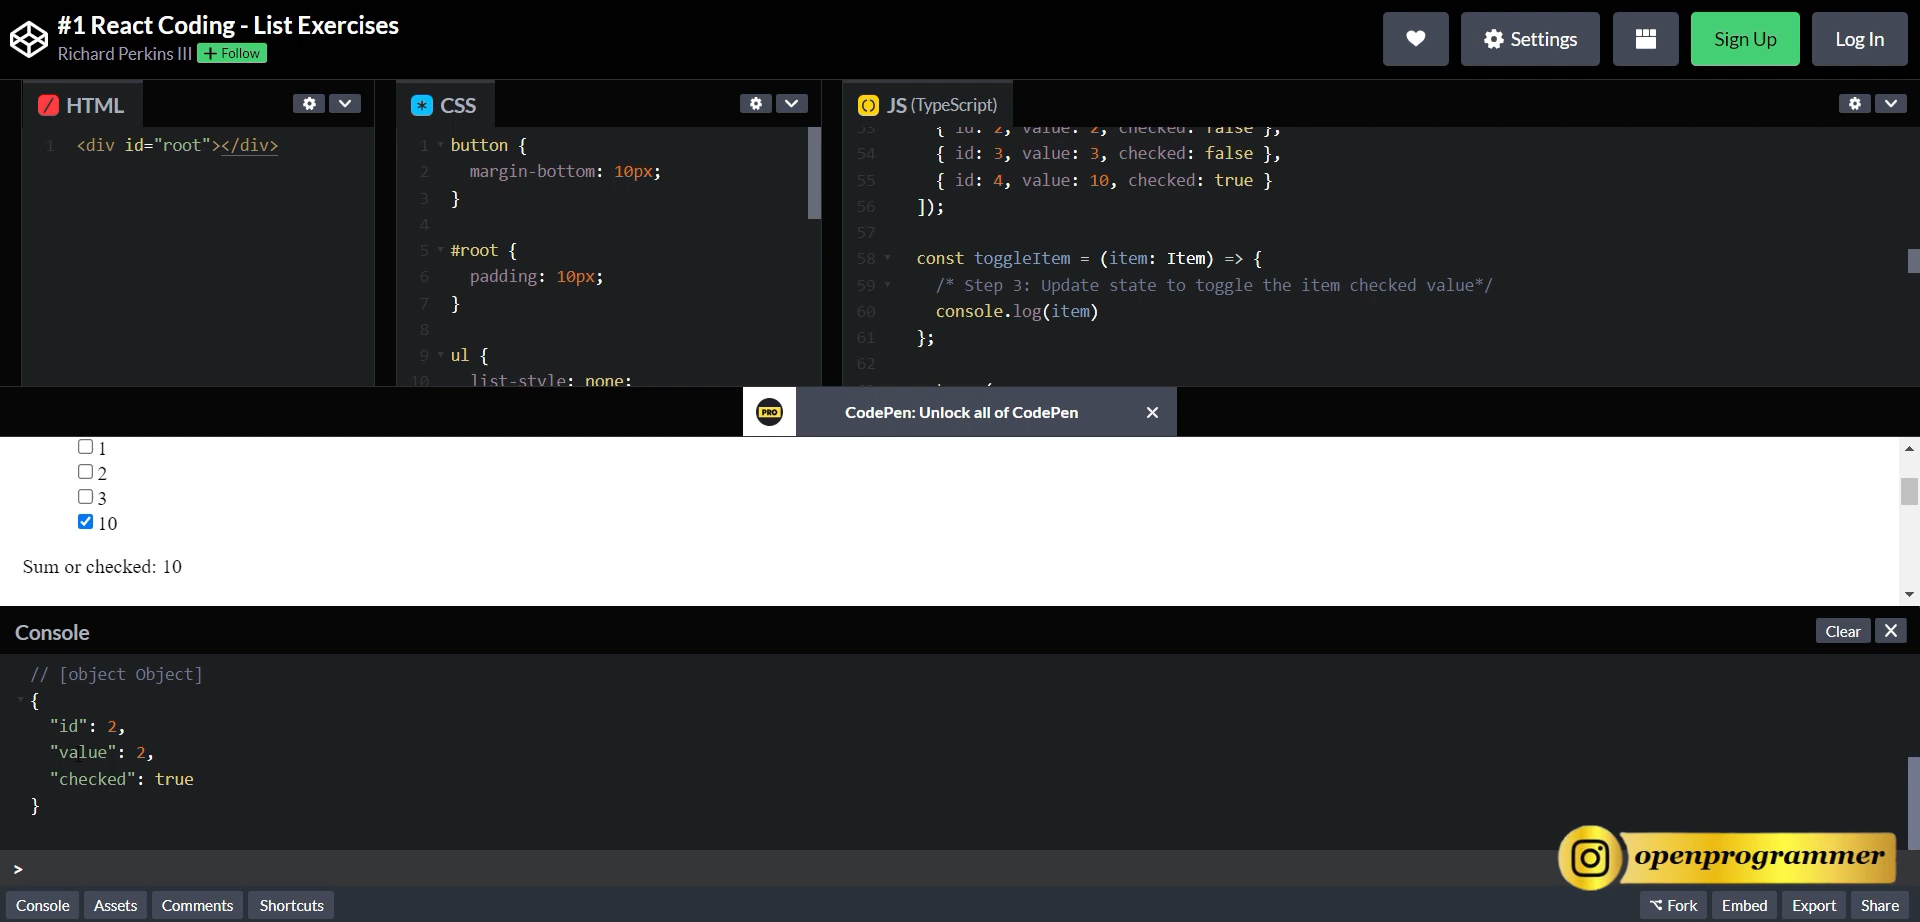 #1 React Coding - List Exercises
Richard Perkins III + Follow
Settings
Sign Up
Log In
HTML
1 <div id="root"></div>
CSS
1 button {
2 margin-bottom: 10px;
3 }
4
5 #root {
6 padding: 10px;
7 }
8
9 ul {
10 list-style: none;
JS (TypeScript)
53 { id: 2, value: 2, checked: false },
54 { id: 3, value: 3, checked: false },
55 { id: 4, value: 10, checked: true }
56 ]);
57
58 const toggleItem = (item: Item) => {
59 /* Step 3: Update state to toggle the item checked value*/
60 console.log(item)
61 };
62
PRO CodePen: Unlock all of CodePen
1
2
3
10
Sum or checked: 10
Console
Clear
// [object Object]
{
"id": 2,
"value": 2,
"checked": true
}
>
openprogrammer
Console Assets Comments Shortcuts
Fork Embed Export Share